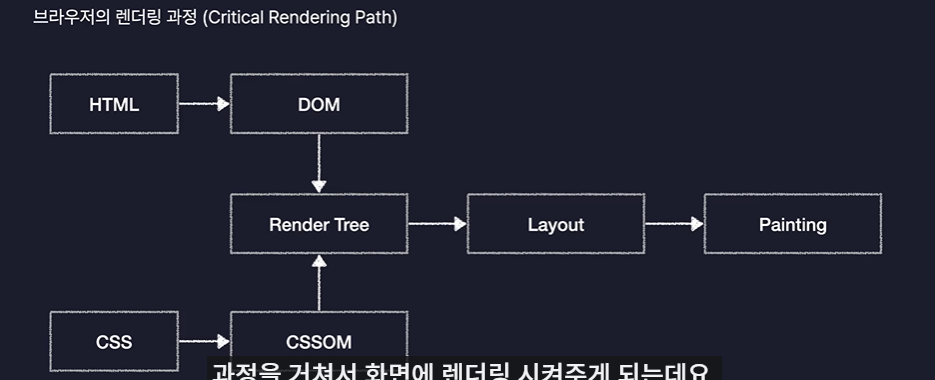 브라우저의 렌더링 과정 (Critical Rendering Path)
HTML
DOM
Render Tree
Layout
Painting
CSS
CSSOM
과정을 거쳐서 화면에 렌더링 시켜주게 되는데요